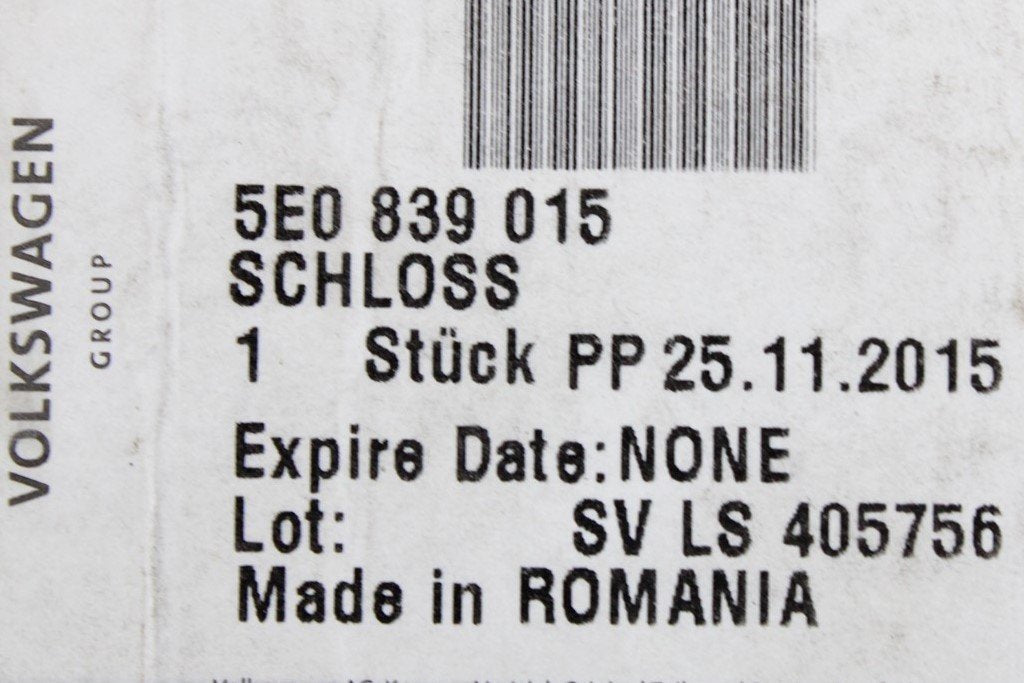 VOLKSWAGEN
GROUP
5E0 839 015
SCHLOSS
1 Stück PP 25.11.2015
Expire Date:NONE
Lot: SV LS 405756
Made in ROMANIA